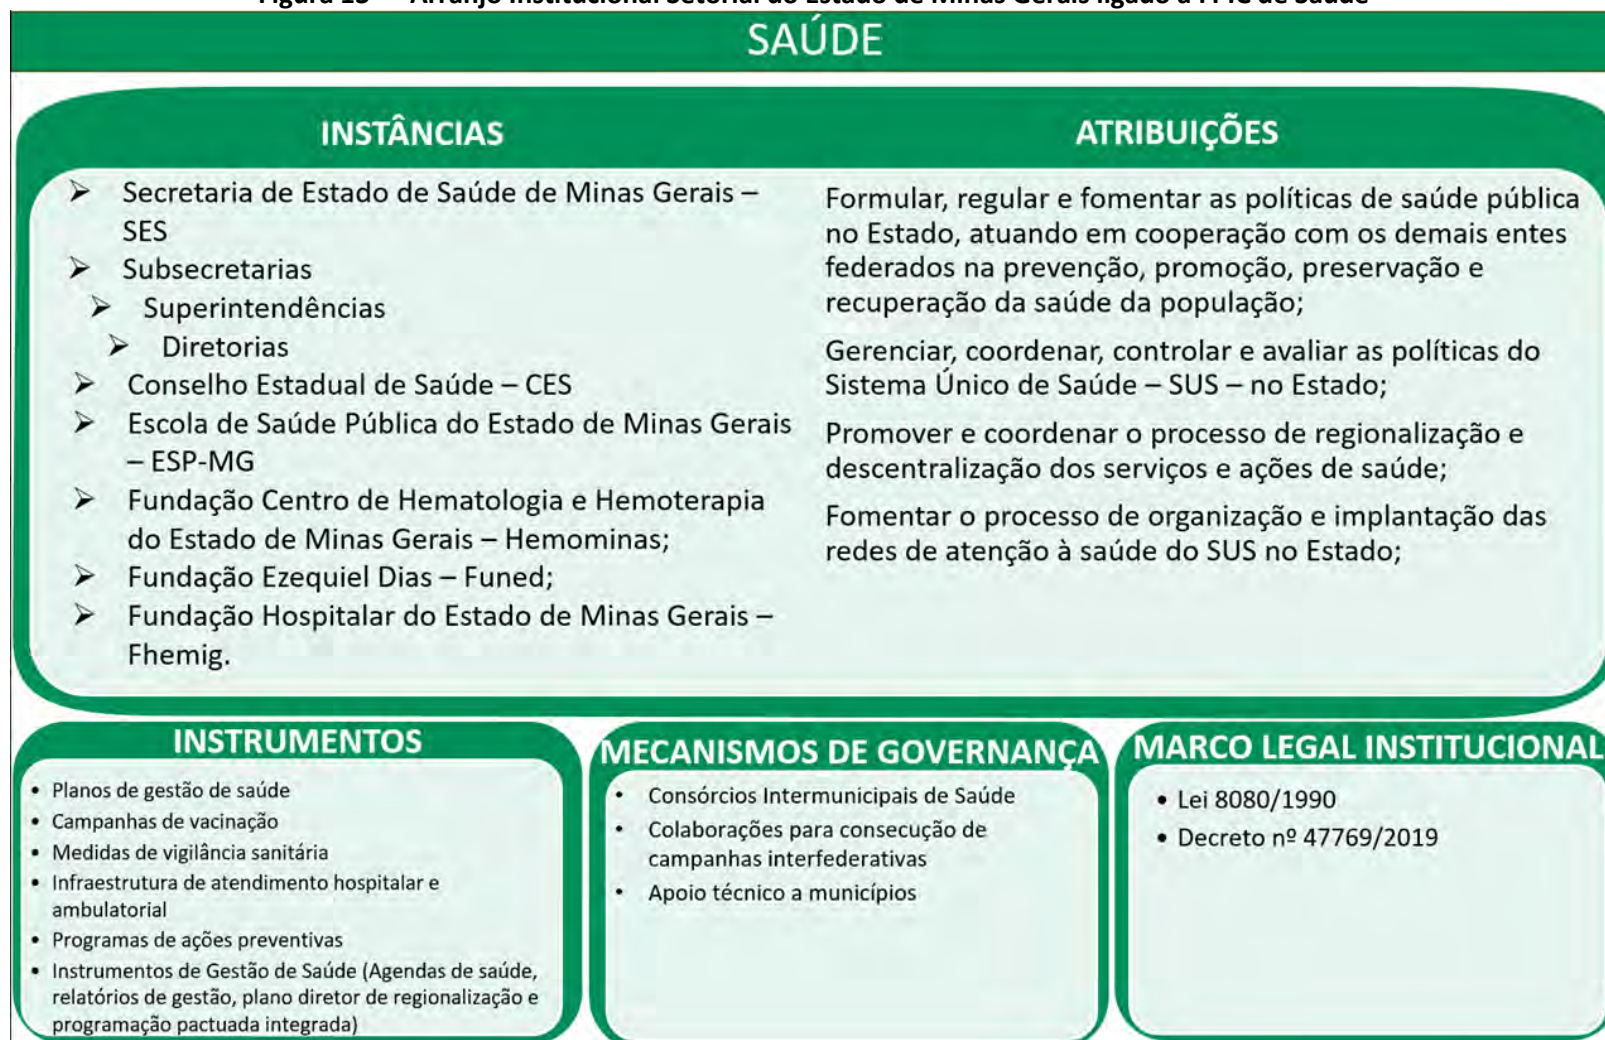 Arranjo Institucional Setorial do Estado de Minas Gerais ligado a
SAÚDE
INSTÂNCIAS
➢ Secretaria de Estado de Saúde de Minas Gerais –
SES
➢ Subsecretarias
➢ Superintendências
➢ Diretorias
➢ Conselho Estadual de Saúde – CES
➢ Escola de Saúde Pública do Estado de Minas Gerais
– ESP-MG
➢ Fundação Centro de Hematologia e Hemoterapia
do Estado de Minas Gerais – Hemominas;
➢ Fundação Ezequiel Dias – Funed;
➢ Fundação Hospitalar do Estado de Minas Gerais –
Fhemig.
ATRIBUIÇÕES
Formular, regular e fomentar as políticas de saúde pública
no Estado, atuando em cooperação com os demais entes
federados na prevenção, promoção, preservação e
recuperação da saúde da população;
Gerenciar, coordenar, controlar e avaliar as políticas do
Sistema Único de Saúde – SUS – no Estado;
Promover e coordenar o processo de regionalização e
descentralização dos serviços e ações de saúde;
Fomentar o processo de organização e implantação das
redes de atenção à saúde do SUS no Estado;
INSTRUMENTOS
• Planos de gestão de saúde
• Campanhas de vacinação
• Medidas de vigilância sanitária
• Infraestrutura de atendimento hospitalar e
ambulatorial
• Programas de ações preventivas
• Instrumentos de Gestão de Saúde (Agendas de saúde,
relatórios de gestão, plano diretor de regionalização e
programação pactuada integrada)
MECANISMOS DE GOVERNANÇA
• Consórcios Intermunicipais de Saúde
• Colaborações para consecução de
campanhas interfederativas
• Apoio técnico a municípios
MARCO LEGAL INSTITUCIONAL
• Lei 8080/1990
• Decreto nº 47769/2019